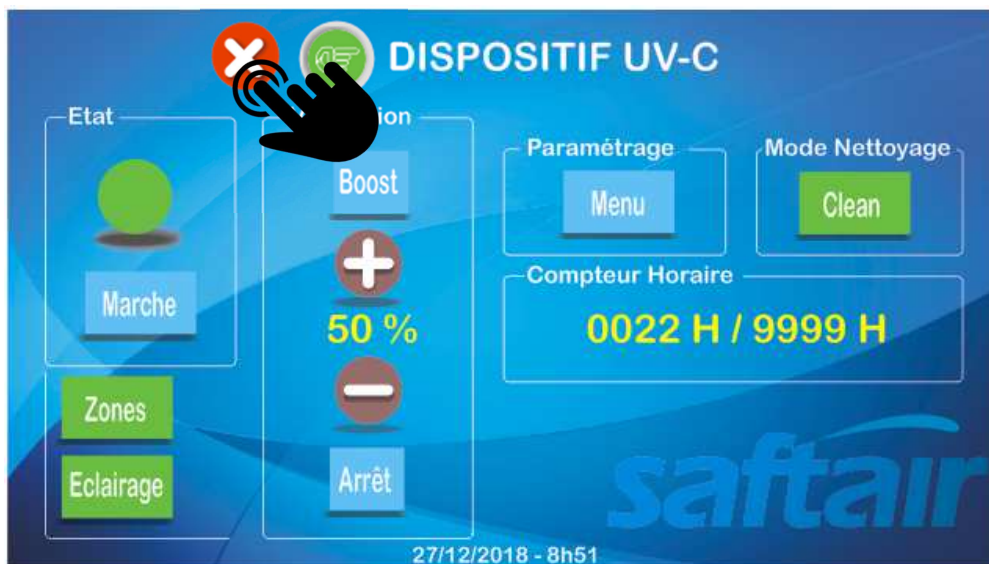 DISPOSITIF UV-C
Etat
Marche
Zones
Eclairage
Boost
50 %
Arrêt
Paramétrage
Menu
Mode Nettoyage
Clean
Compteur Horaire
0022 H / 9999 H
saftair
27/12/2018 - 8h51